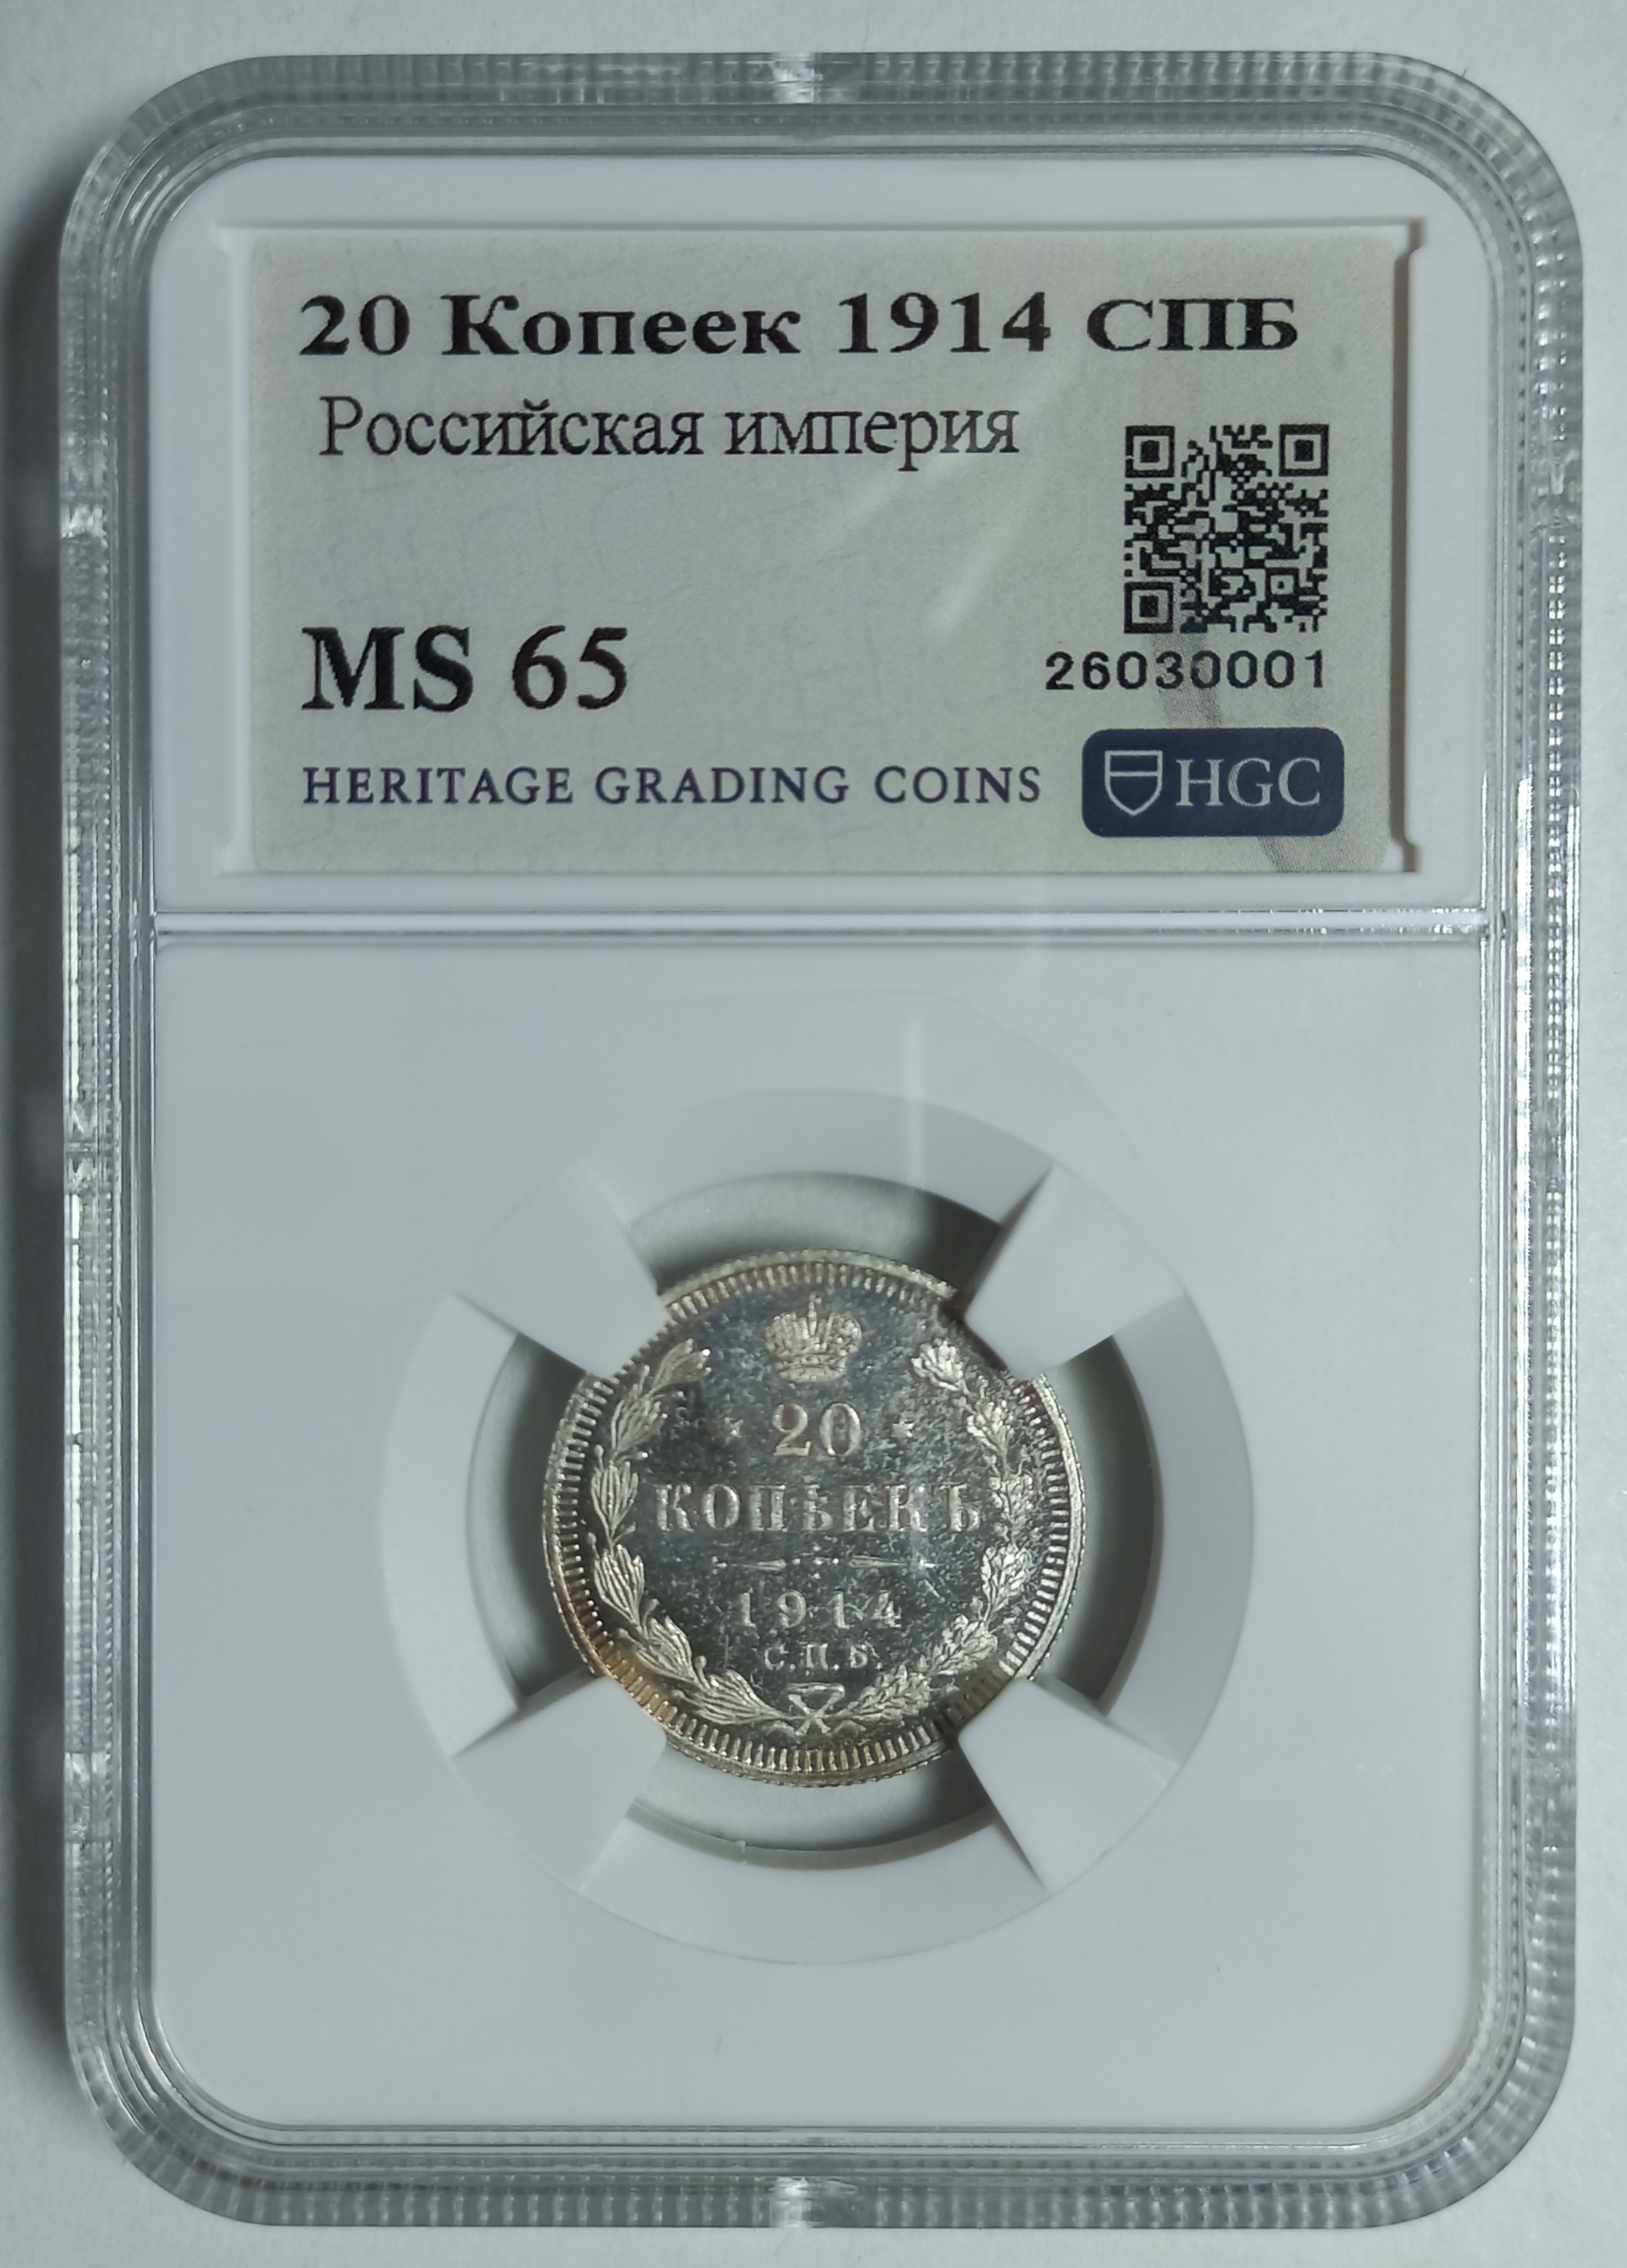 20 Копеек 1914 СПБ
Российская империя
MS 65
26030001
HERITAGE GRADING COINS
HGC
20
КОПѢЕКЪ
1914
С.П.Б.